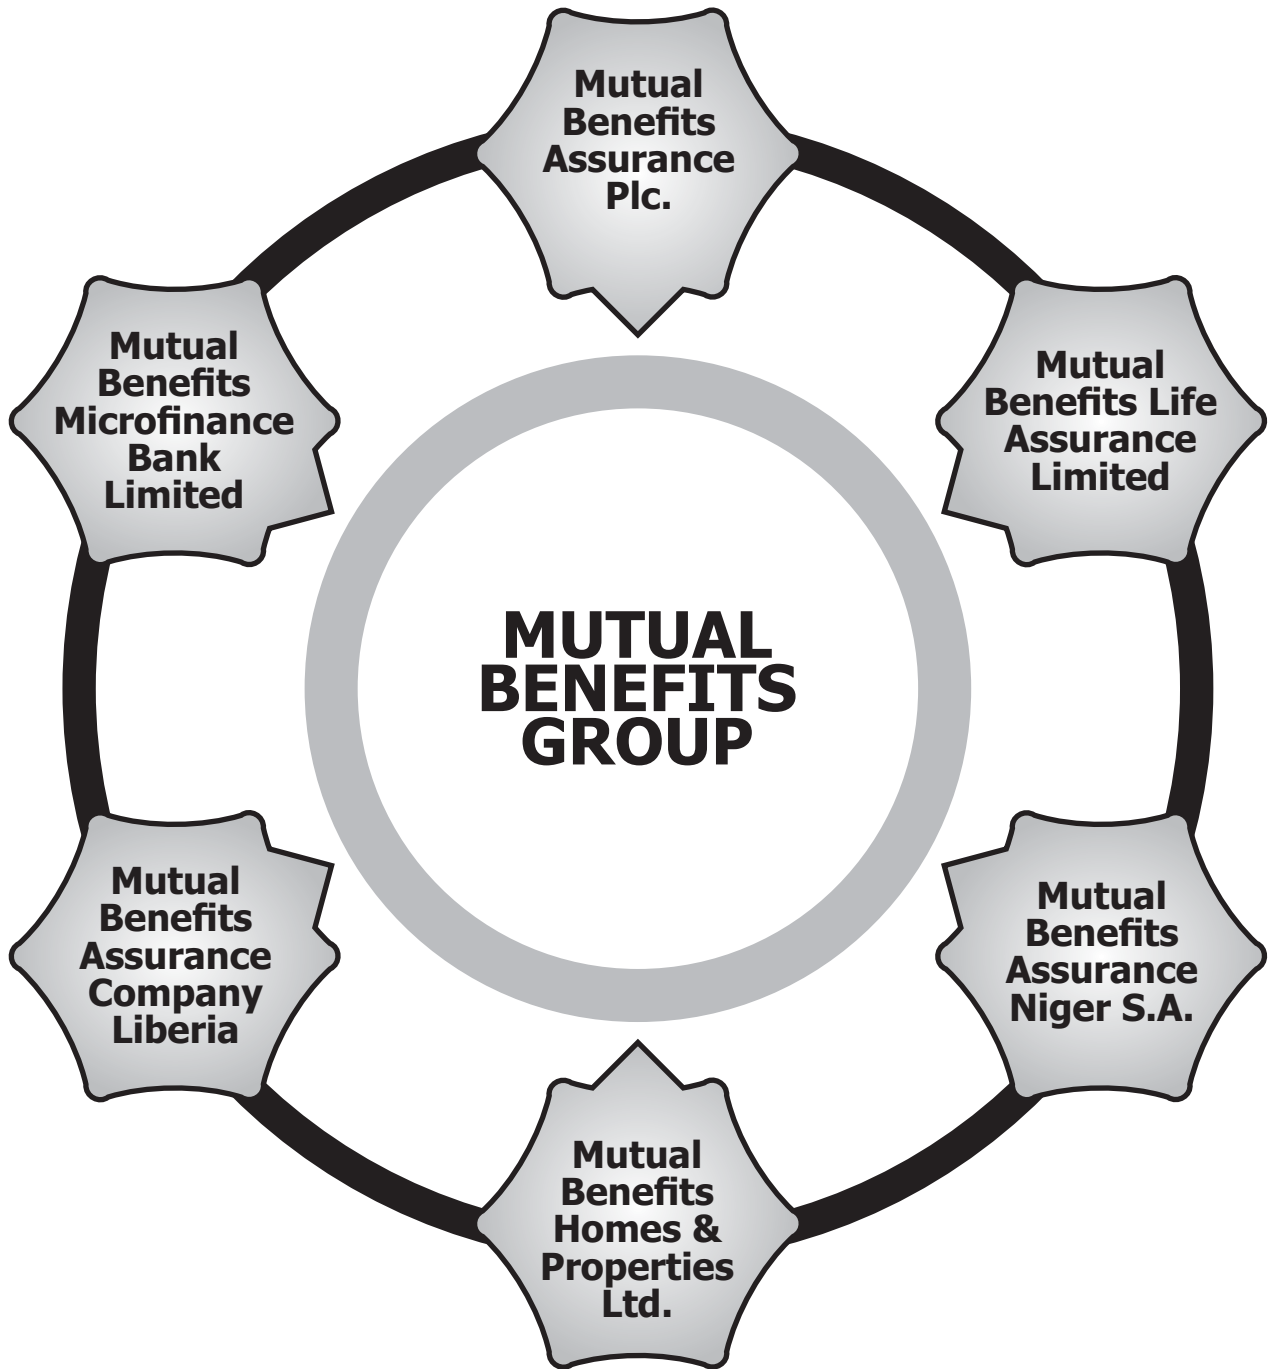 Mutual
Benefits
Assurance
Plc.
Mutual
Benefits
Microfinance
Bank
Limited
Mutual
Benefits Life
Assurance
Limited
MUTUAL
BENEFITS
GROUP
Mutual
Benefits
Assurance
Company
Liberia
Mutual
Benefits
Assurance
Niger S.A.
Mutual
Benefits
Homes &
Properties
Ltd.